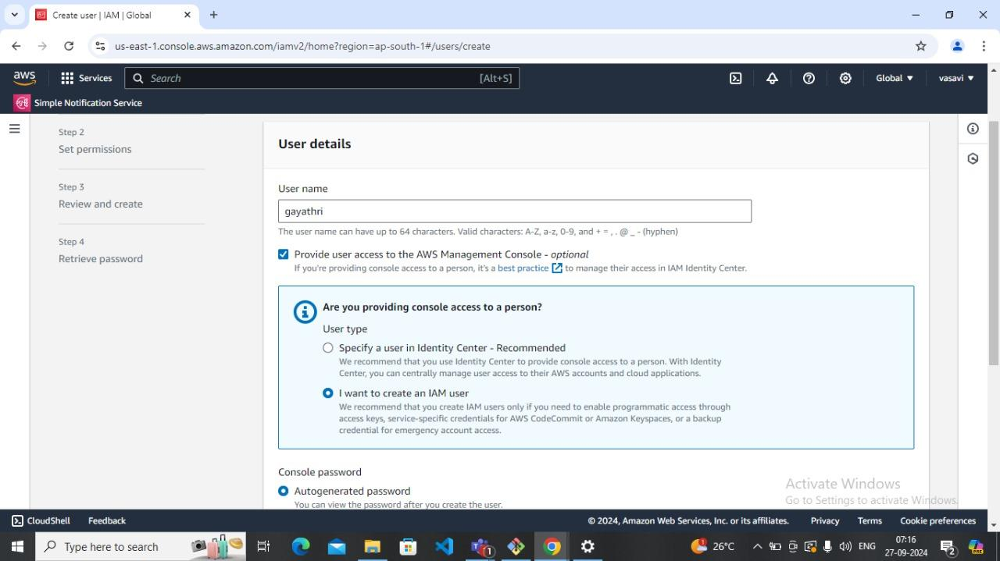 Create user | IAM | Global
us-east-1.console.aws.amazon.com/iamv2/home?region=ap-south-1#/users/create
aws
Services
Search
[Alt+S]
Global
vasavi
Simple Notification Service
Step 2
Set permissions
Step 3
Review and create
Step 4
Retrieve password
User details
User name
gayathri
The user name can have up to 64 characters. Valid characters: A-Z, a-z, 0-9, and + = , . @ _ - (hyphen)
Provide user access to the AWS Management Console - optional
If you're providing console access to a person, it's a best practice to manage their access in IAM Identity Center.
Are you providing console access to a person?
User type
Specify a user in Identity Center - Recommended
We recommend that you use Identity Center to provide console access to a person. With Identity
Center, you can centrally manage user access to their AWS accounts and cloud applications.
I want to create an IAM user
We recommend that you create IAM users only if you need to enable programmatic access through
access keys, service-specific credentials for AWS CodeCommit or Amazon Keyspaces, or a backup
credential for emergency account access.
Console password
Autogenerated password
You can view the password after you create the user.
Activate Windows
Go to Settings to activate Windows.
CloudShell
Feedback
© 2024, Amazon Web Services, Inc. or its affiliates.
Privacy
Terms
Cookie preferences
Type here to search
1
26°C
ENG
07:16
27-09-2024
2